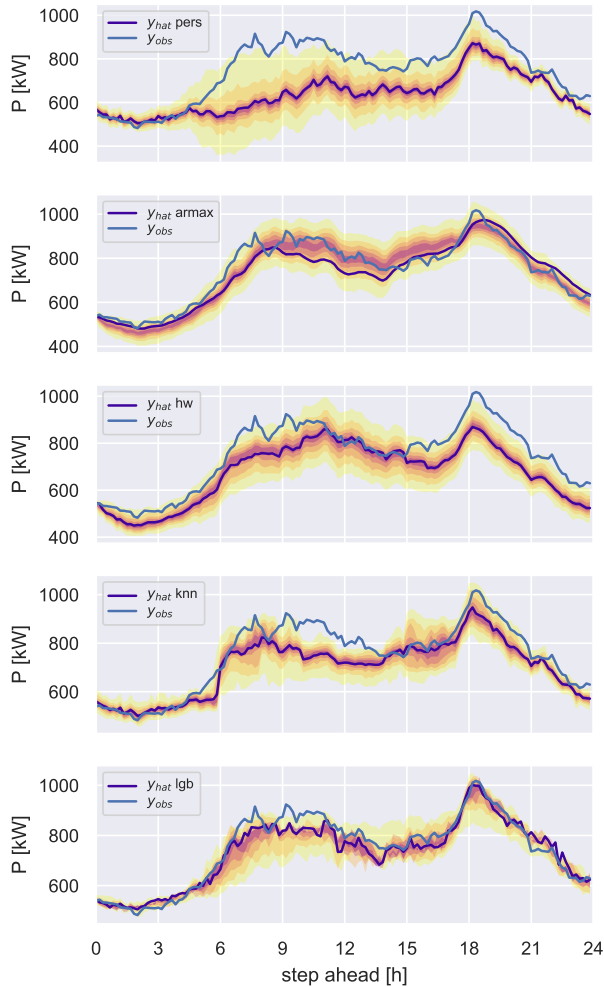 1000
800
600
400
P [kW]
y_hat pers
y_obs
1000
800
600
400
P [kW]
y_hat armax
y_obs
1000
800
600
400
P [kW]
y_hat hw
y_obs
1000
800
600
P [kW]
y_hat knn
y_obs
1000
800
600
P [kW]
y_hat lgb
y_obs
0 3 6 9 12 15 18 21 24
step ahead [h]